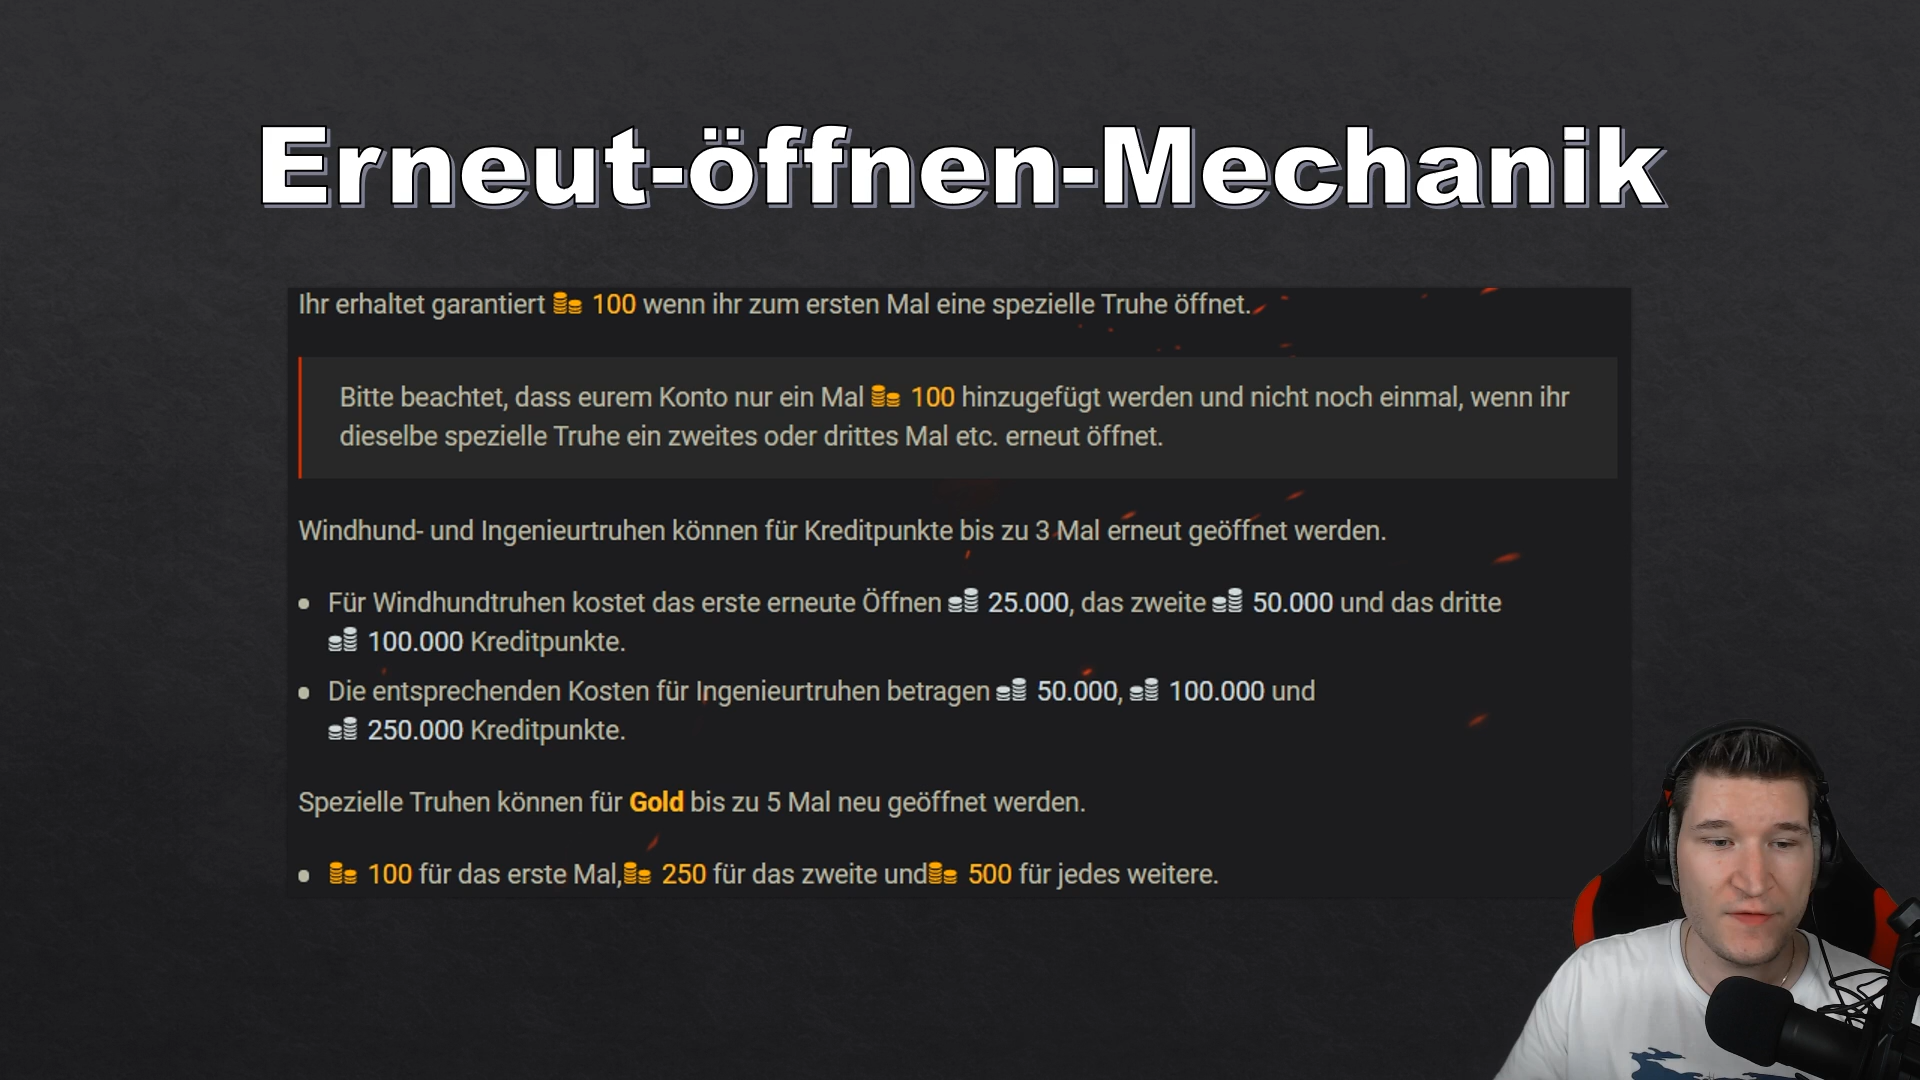 Erneut-öffnen-Mechanik
Ihr erhaltet garantiert 100 wenn ihr zum ersten Mal eine spezielle Truhe öffnet.
Bitte beachtet, dass eurem Konto nur ein Mal 100 hinzugefügt werden und nicht noch einmal, wenn ihr
dieselbe spezielle Truhe ein zweites oder drittes Mal etc. erneut öffnet.
Windhund- und Ingenieurtruhen können für Kreditpunkte bis zu 3 Mal erneut geöffnet werden.
• Für Windhundtruhen kostet das erste erneute Öffnen 25.000, das zweite 50.000 und das dritte
100.000 Kreditpunkte.
• Die entsprechenden Kosten für Ingenieurtruhen betragen 50.000, 100.000 und
250.000 Kreditpunkte.
Spezielle Truhen können für Gold bis zu 5 Mal neu geöffnet werden.
• 100 für das erste Mal, 250 für das zweite und 500 für jedes weitere.